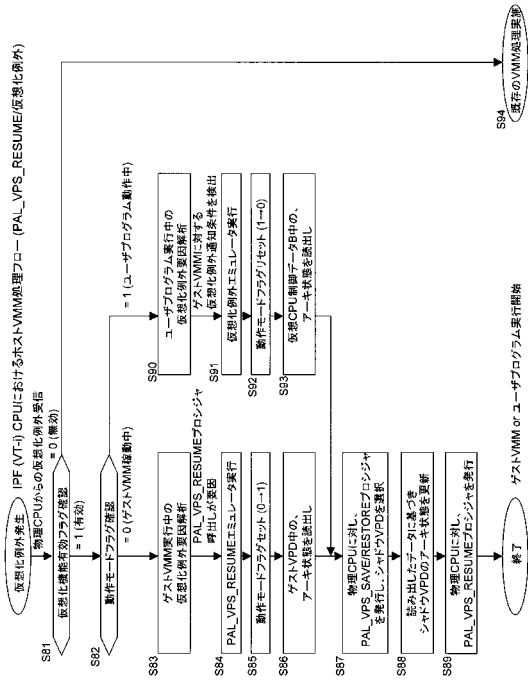 IPF (VT-i) CPUにおけるホストVMM処理フロー (PAL_VPS_RESUME/仮想化例外)
仮想化例外発生
物理CPUからの仮想化例外受信
S81
仮想化機能有効フラグ確認
= 0 (無効)
= 1 (有効)
S82
動作モードフラグ確認
= 1 (ユーザプログラム動作中)
= 0 (ゲストVMM稼動中)
S83
ゲストVMM実行中の
仮想化例外要因解析
PAL_VPS_RESUMEプロシジャ
呼出しが要因
S84
PAL_VPS_RESUMEエミュレータ実行
S85
動作モードフラグセット (0→1)
S86
ゲストVPD中の、
アーキ状態を読出し
S90
ユーザプログラム実行中の
仮想化例外要因解析
ゲストVMMに対する
仮想化例外通知条件を検出
S91
仮想化例外エミュレータ実行
S92
動作モードフラグリセット (1→0)
S93
仮想CPU制御データB中の、
アーキ状態を読出し
S87
物理CPUに対し、
PAL_VPS_SAVE/RESTOREプロシジャ
を発行し、シャドウVPDを選択
S88
読み出したデータに基づき
シャドウVPDのアーキ状態を更新
S89
物理CPUに対し、
PAL_VPS_RESUMEプロシジャを発行
終了
ゲストVMM or ユーザプログラム実行開始
S94
既存のVMM処理実施